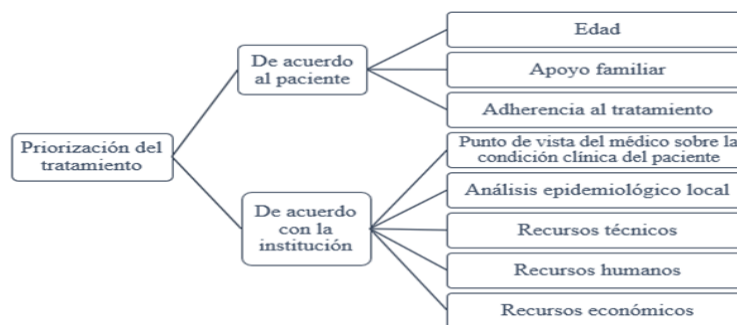 Priorización del
tratamiento
De acuerdo
al paciente
Edad
Apoyo familiar
Adherencia al tratamiento
De acuerdo
con la
institución
Punto de vista del médico sobre la
condición clínica del paciente
Análisis epidemiológico local
Recursos técnicos
Recursos humanos
Recursos económicos